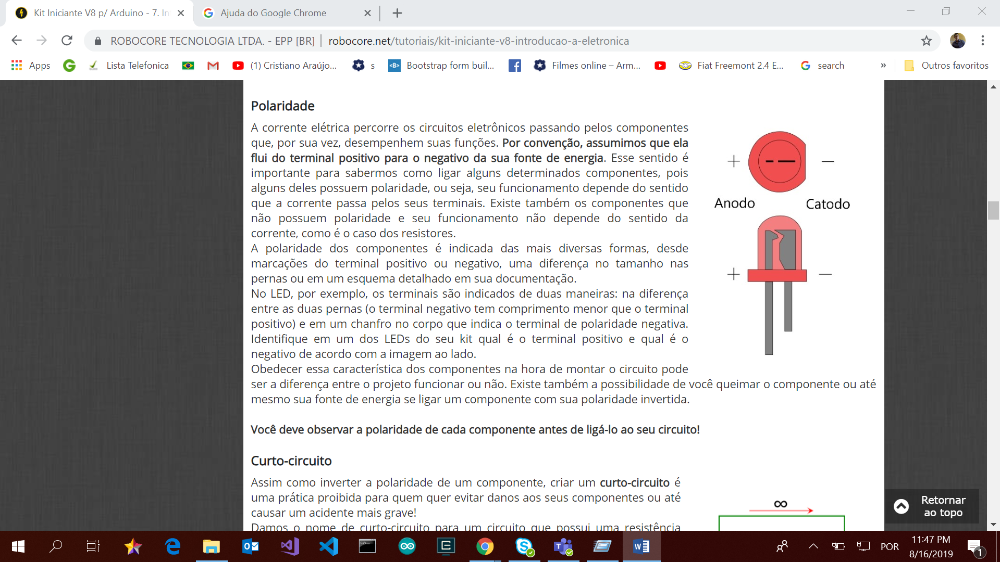 Kit Iniciante V8 p/ Arduino - 7. In
Ajuda do Google Chrome
ROBOCORE TECNOLOGIA LTDA. - EPP [BR]
robocore.net/tutoriais/kit-iniciante-v8-introducao-a-eletronica
Apps
Lista Telefonica
(1) Cristiano Araújo...
s
Bootstrap form buil...
Filmes online – Arm...
Fiat Freemont 2.4 E...
search
»
Outros favoritos
Polaridade
A corrente elétrica percorre os circuitos eletrônicos passando pelos componentes
que, por sua vez, desempenhem suas funções. Por convenção, assumimos que ela
flui do terminal positivo para o negativo da sua fonte de energia. Esse sentido é
importante para sabermos como ligar alguns determinados componentes, pois
alguns deles possuem polaridade, ou seja, seu funcionamento depende do sentido
que a corrente passa pelos seus terminais. Existe também os componentes que
não possuem polaridade e seu funcionamento não depende do sentido da
corrente, como é o caso dos resistores.
A polaridade dos componentes é indicada das mais diversas formas, desde
marcações do terminal positivo ou negativo, uma diferença no tamanho nas
pernas ou em um esquema detalhado em sua documentação.
No LED, por exemplo, os terminais são indicados de duas maneiras: na diferença
entre as duas pernas (o terminal negativo tem comprimento menor que o terminal
positivo) e em um chanfro no corpo que indica o terminal de polaridade negativa.
Identifique em um dos LEDs do seu kit qual é o terminal positivo e qual é o
negativo de acordo com a imagem ao lado.
Obedecer essa característica dos componentes na hora de montar o circuito pode
ser a diferença entre o projeto funcionar ou não. Existe também a possibilidade de você queimar o componente ou até
mesmo sua fonte de energia se ligar um componente com sua polaridade invertida.
+ −
Anodo Catodo
+ −
Você deve observar a polaridade de cada componente antes de ligá-lo ao seu circuito!
Curto-circuito
Assim como inverter a polaridade de um componente, criar um curto-circuito é
uma prática proibida para quem quer evitar danos aos seus componentes ou até
causar um acidente mais grave!
Damos o nome de curto-circuito para um circuito que possui uma resistência
∞
Retornar
ao topo
POR
11:47 PM
8/16/2019
1